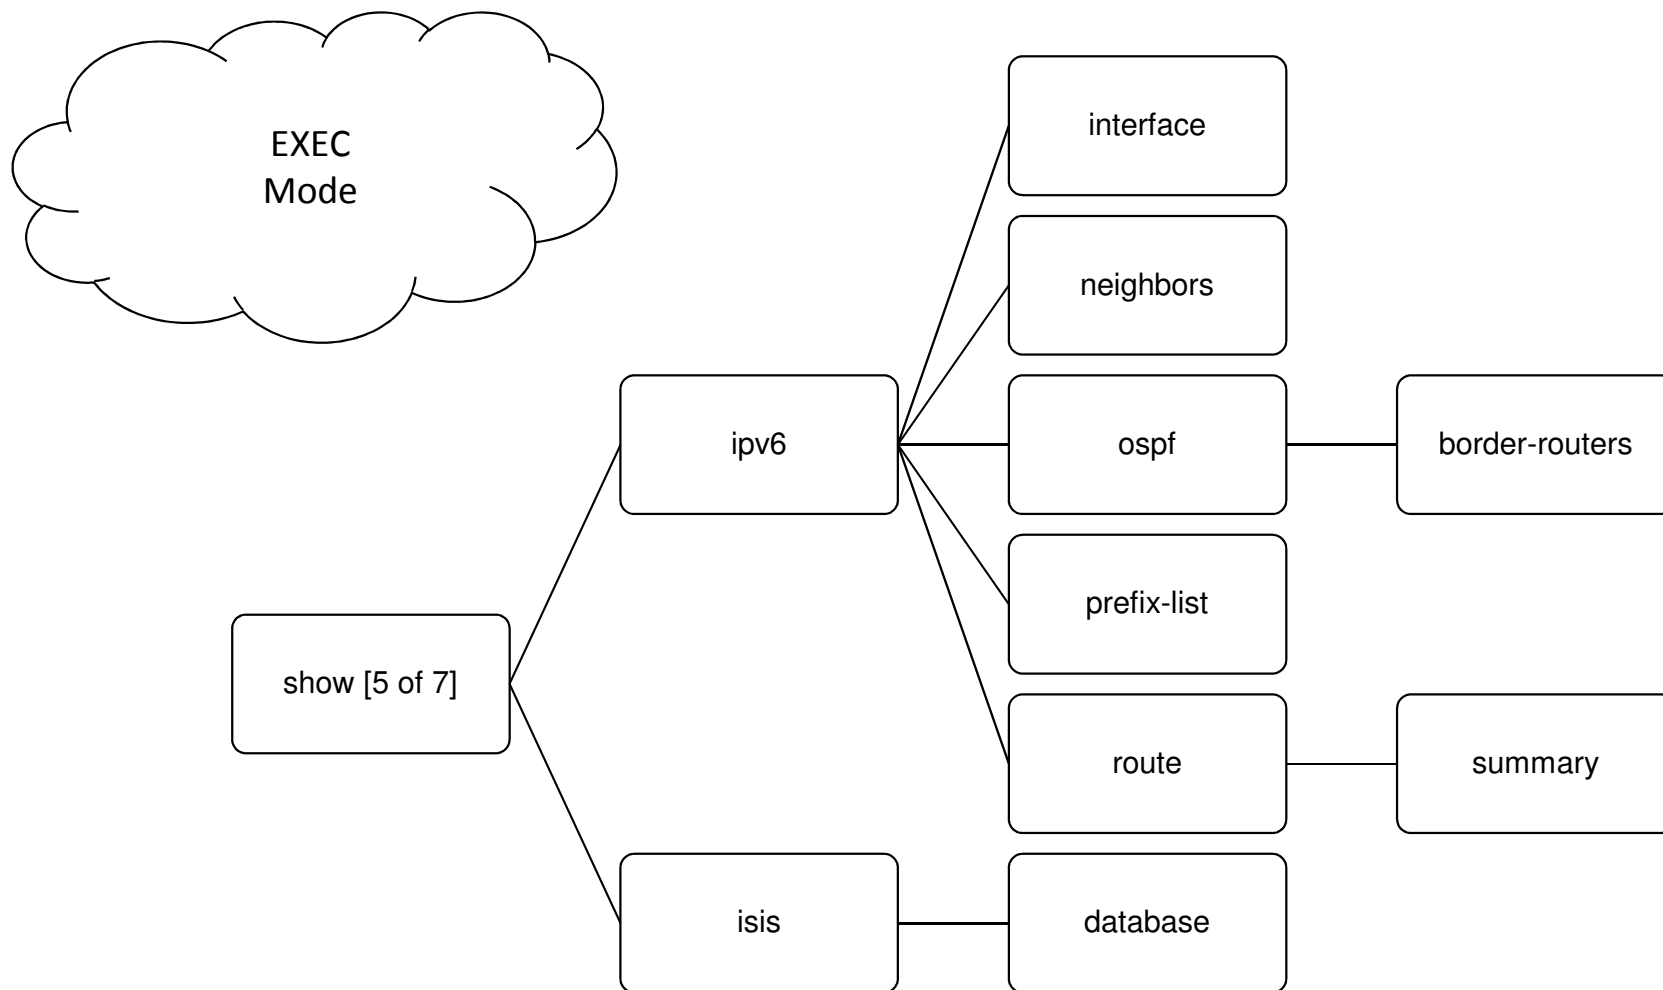 EXEC
Mode
interface
neighbors
ipv6
ospf
border-routers
prefix-list
show [5 of 7]
route
summary
isis
database